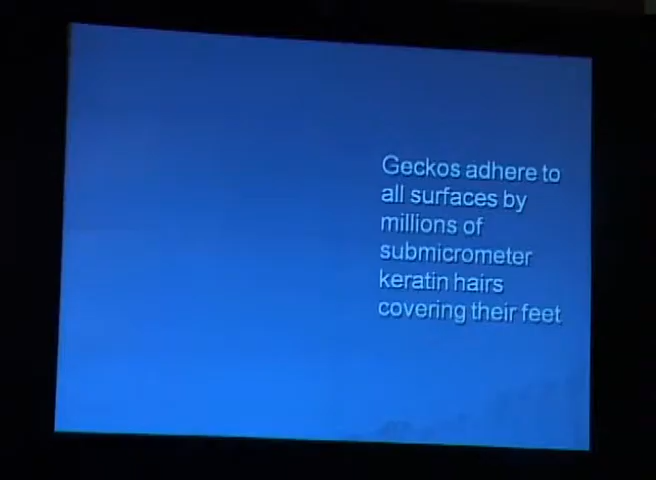 Geckos adhere to
all surfaces by
millions of
submicrometer
keratin hairs
covering their feet